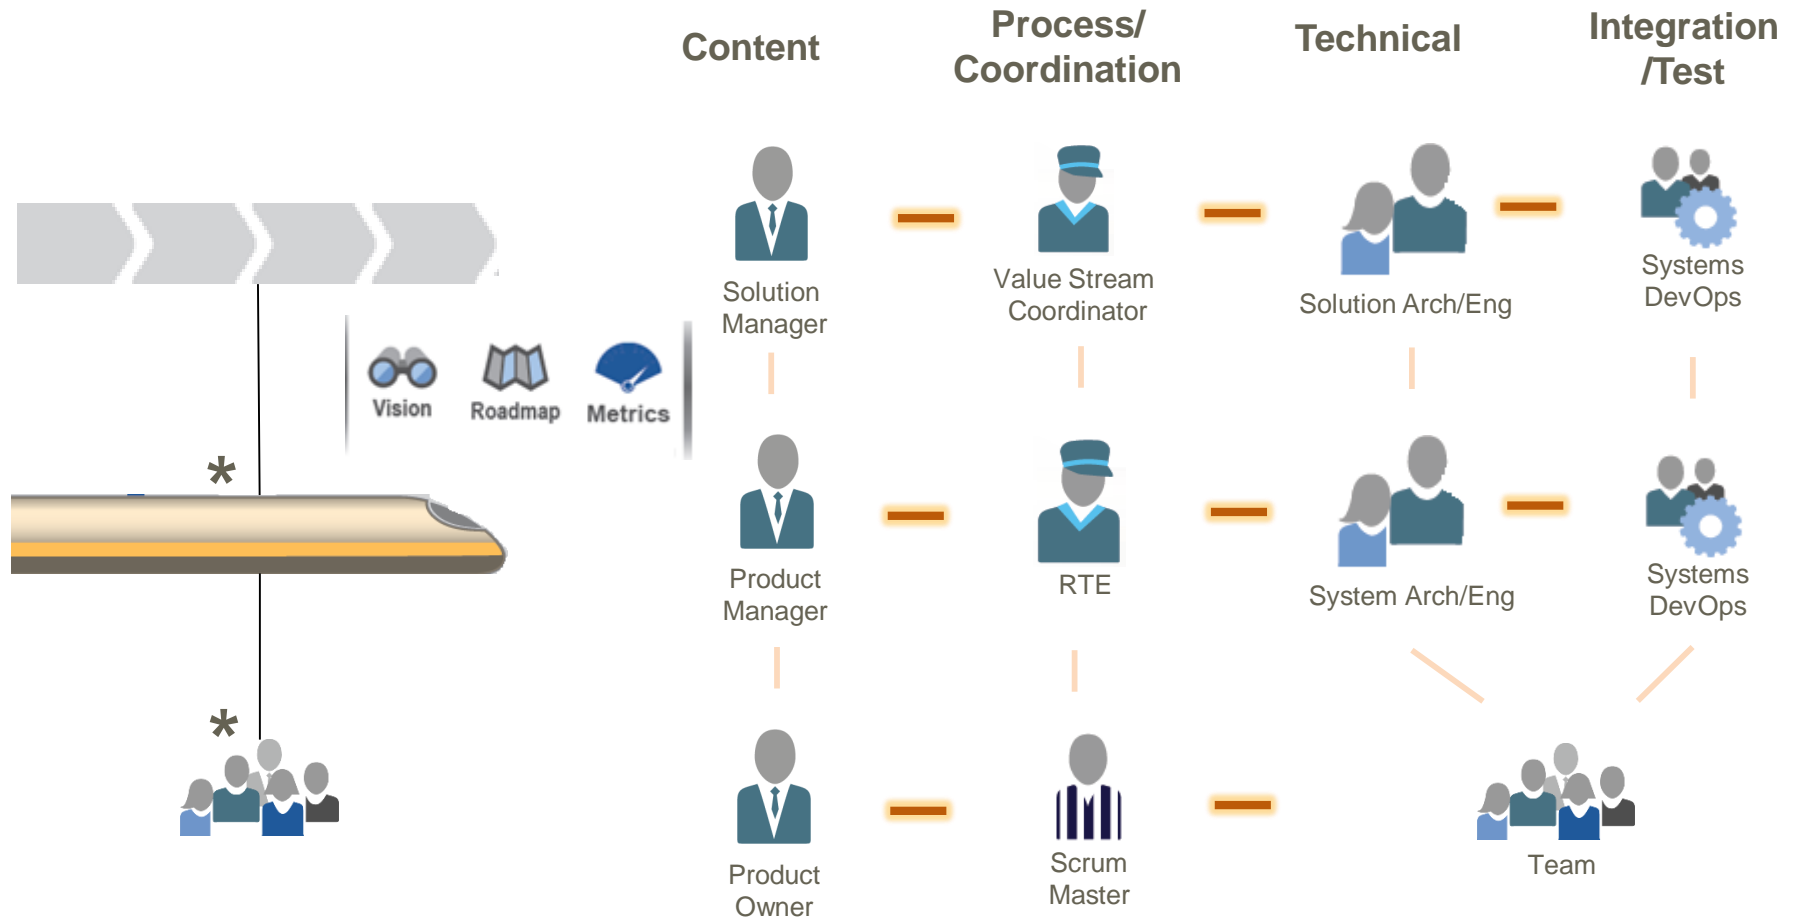 Content
Process/
Coordination
Technical
Integration
/Test
Solution
Manager
Value Stream
Coordinator
Solution Arch/Eng
Systems
DevOps
Vision
Roadmap
Metrics
*
Product
Manager
RTE
System Arch/Eng
Systems
DevOps
*
Product
Owner
Scrum
Master
Team